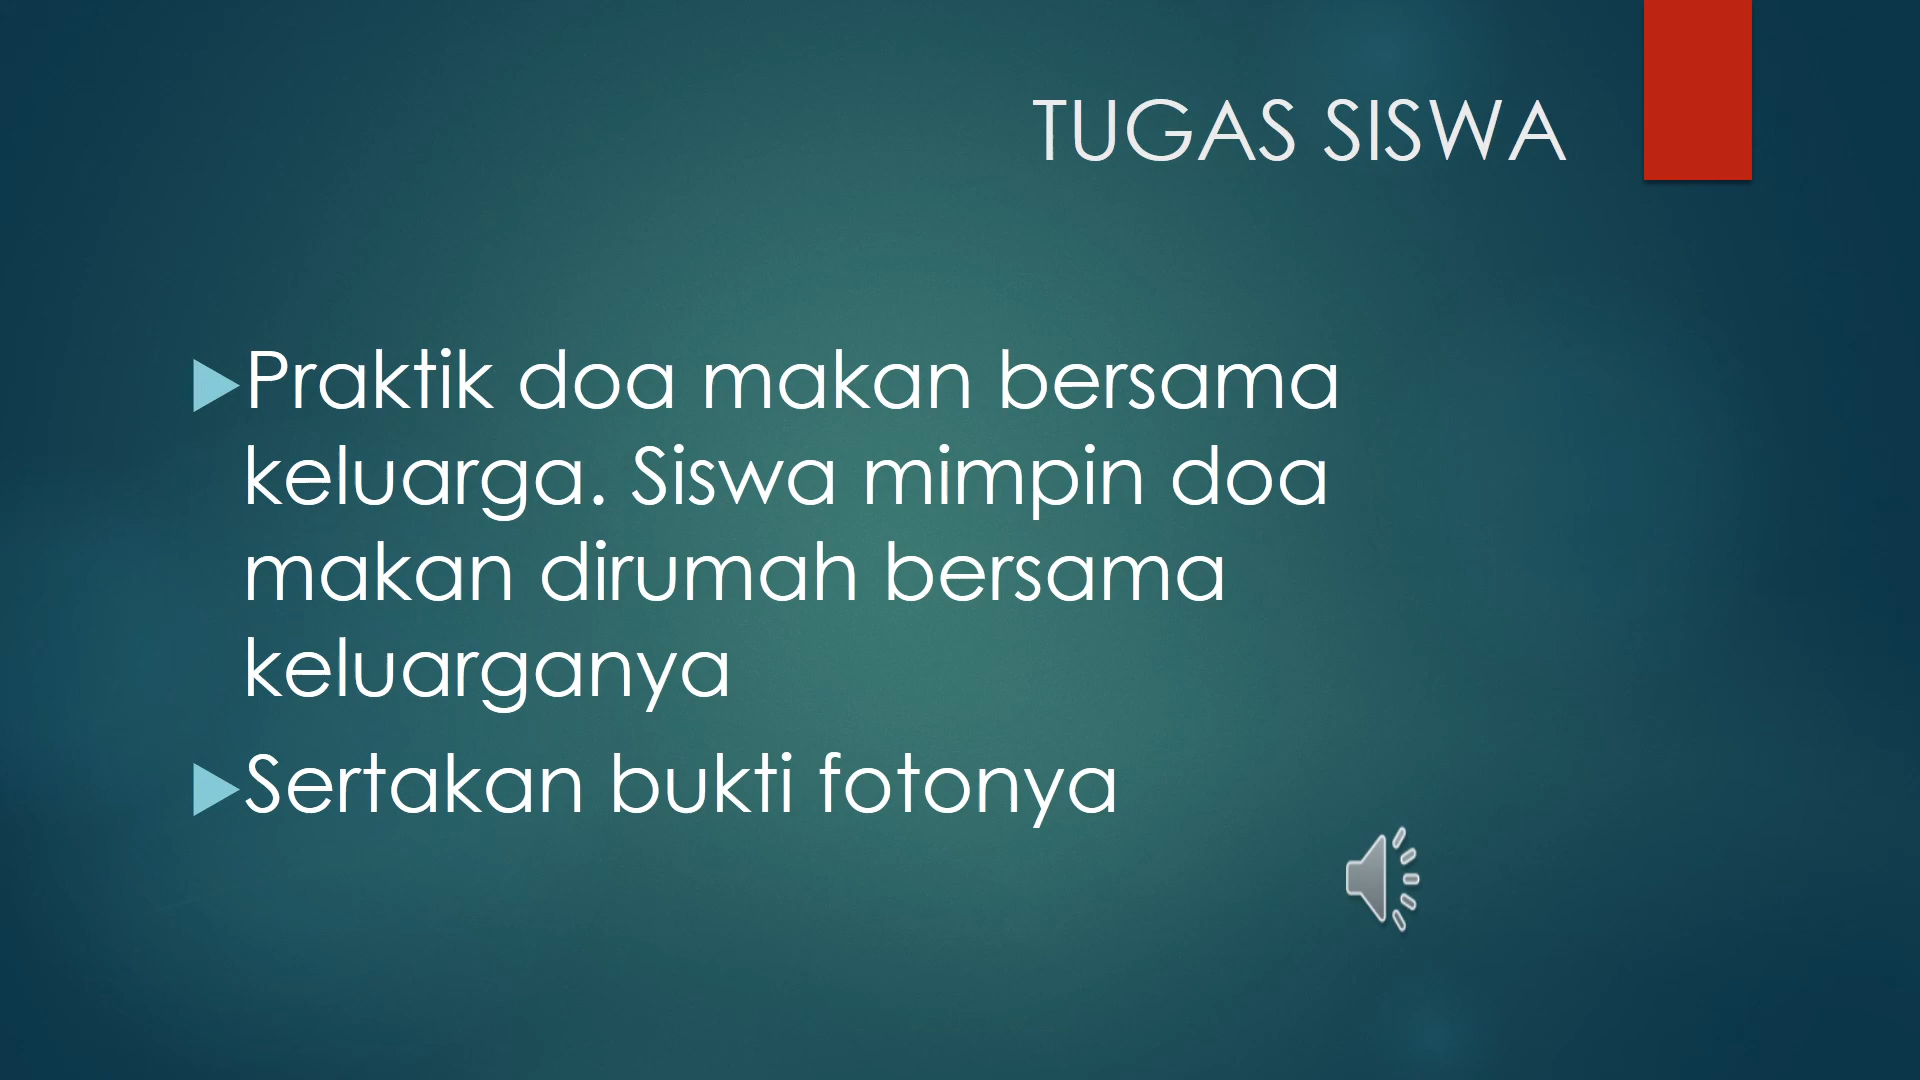 TUGAS SISWA
Praktik doa makan bersama
keluarga. Siswa mimpin doa
makan dirumah bersama
keluarganya
Sertakan bukti fotonya